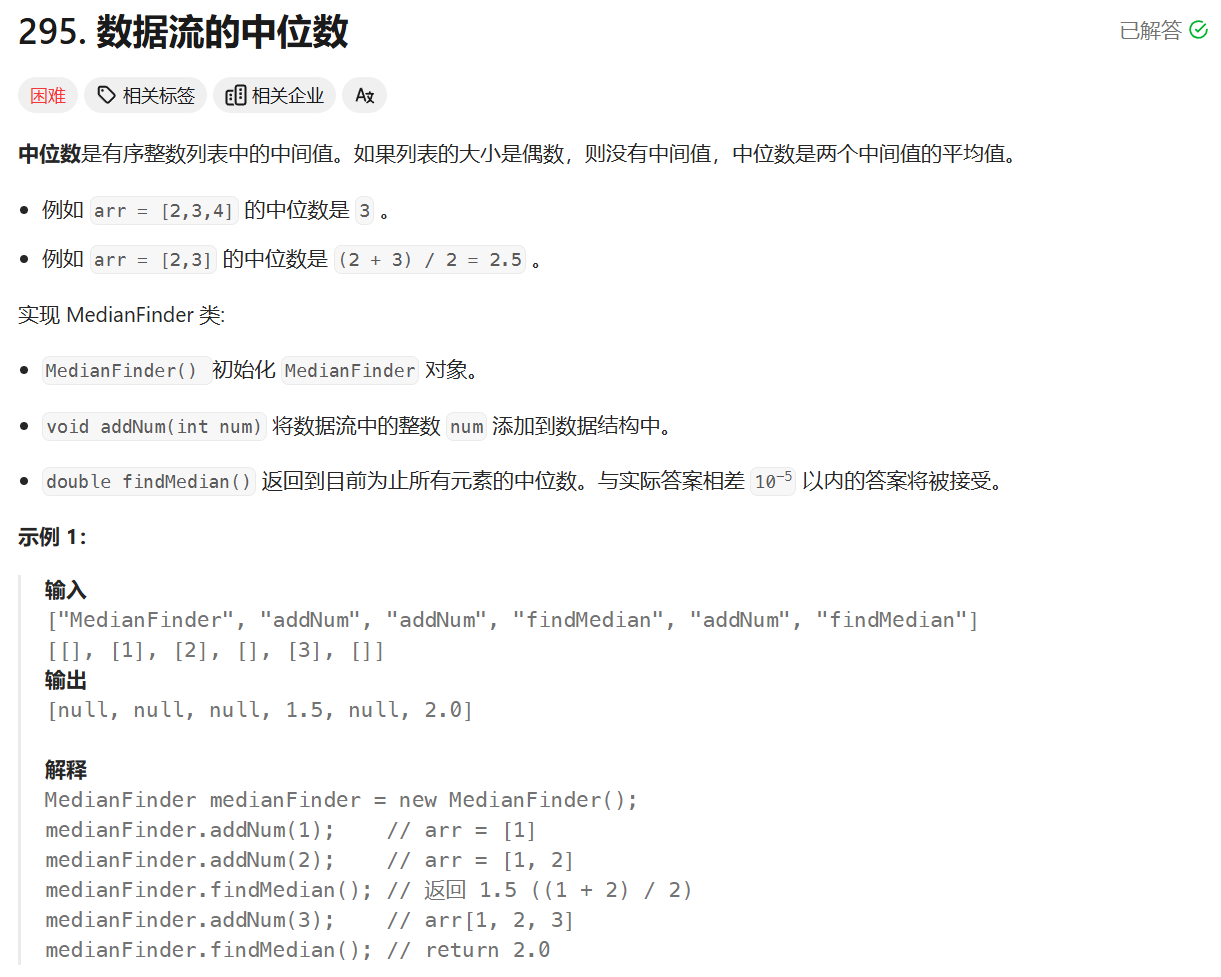 295. 数据流的中位数
已解答
困难 相关标签 相关企业
中位数是有序整数列表中的中间值。如果列表的大小是偶数，则没有中间值，中位数是两个中间值的平均值。
例如 arr = [2,3,4] 的中位数是 3 。
例如 arr = [2,3] 的中位数是 (2 + 3) / 2 = 2.5 。
实现 MedianFinder 类:
MedianFinder() 初始化 MedianFinder 对象。
void addNum(int num) 将数据流中的整数 num 添加到数据结构中。
double findMedian() 返回到目前为止所有元素的中位数。与实际答案相差 10⁻⁵ 以内的答案将被接受。
示例 1：
输入
["MedianFinder", "addNum", "addNum", "findMedian", "addNum", "findMedian"]
[[], [1], [2], [], [3], []]
输出
[null, null, null, 1.5, null, 2.0]
解释
MedianFinder medianFinder = new MedianFinder();
medianFinder.addNum(1);    // arr = [1]
medianFinder.addNum(2);    // arr = [1, 2]
medianFinder.findMedian(); // 返回 1.5 ((1 + 2) / 2)
medianFinder.addNum(3);    // arr[1, 2, 3]
medianFinder.findMedian(); // return 2.0